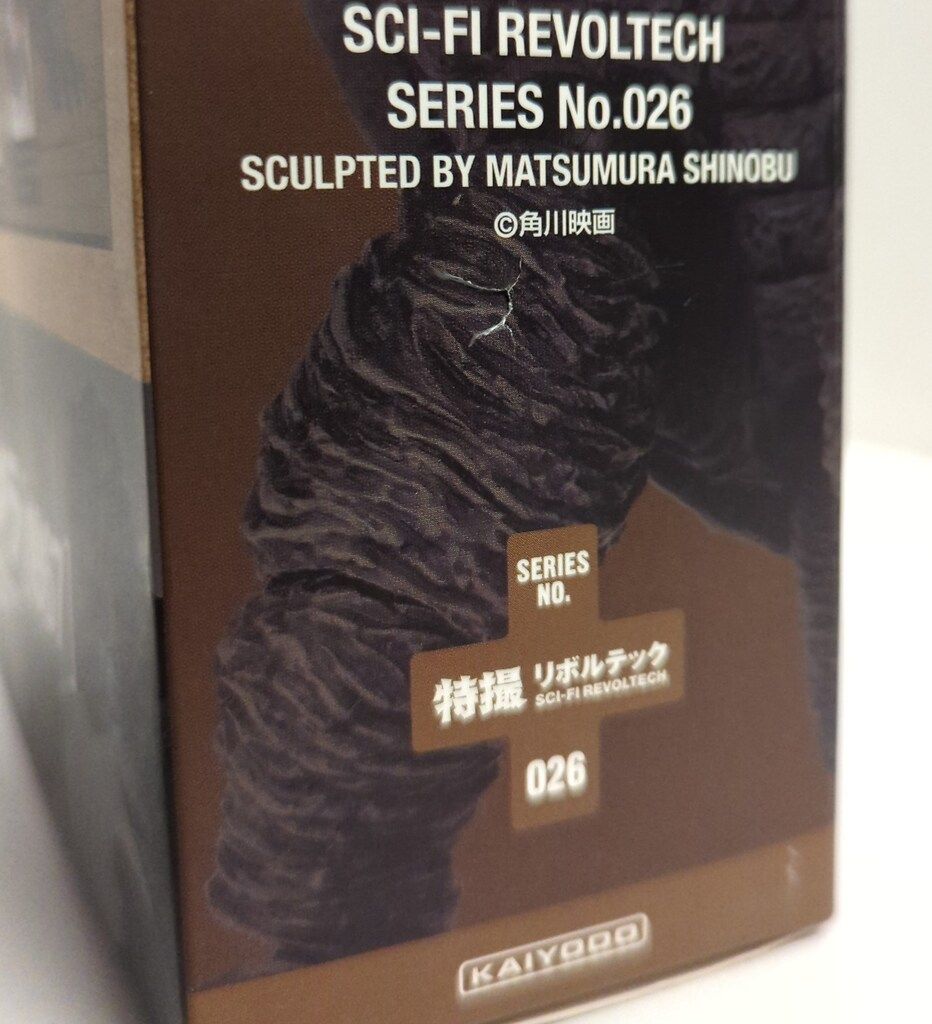 SCI-FI REVOLTECH
SERIES No.026
SCULPTED BY MATSUMURA SHINOBU
©角川映画
SERIES
NO.
特撮 リボルテック
SCI-FI REVOLTECH
026
KAIYODO